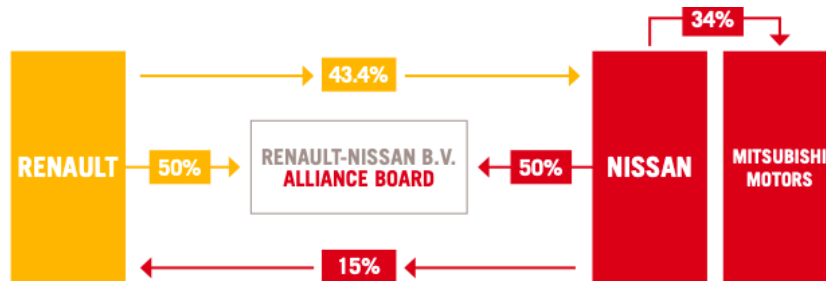 34%
43.4%
RENAULT
50%
RENAULT-NISSAN B.V.
ALLIANCE BOARD
50%
NISSAN
MITSUBISHI
MOTORS
15%